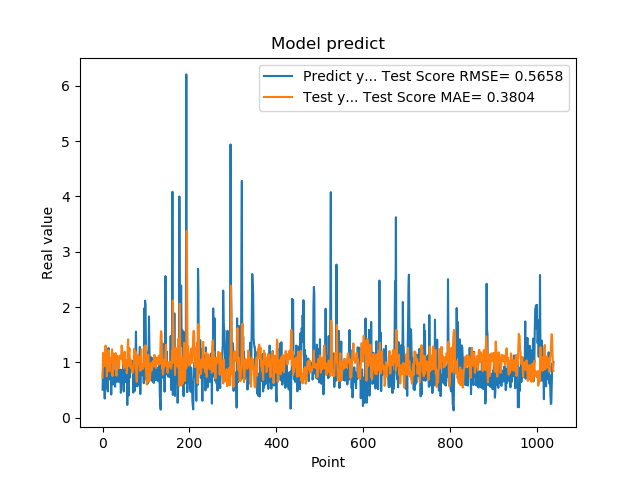 Model predict
Predict y... Test Score RMSE= 0.5658
Test y... Test Score MAE= 0.3804
Real value
6
5
4
3
2
1
0
0 200 400 600 800 1000
Point